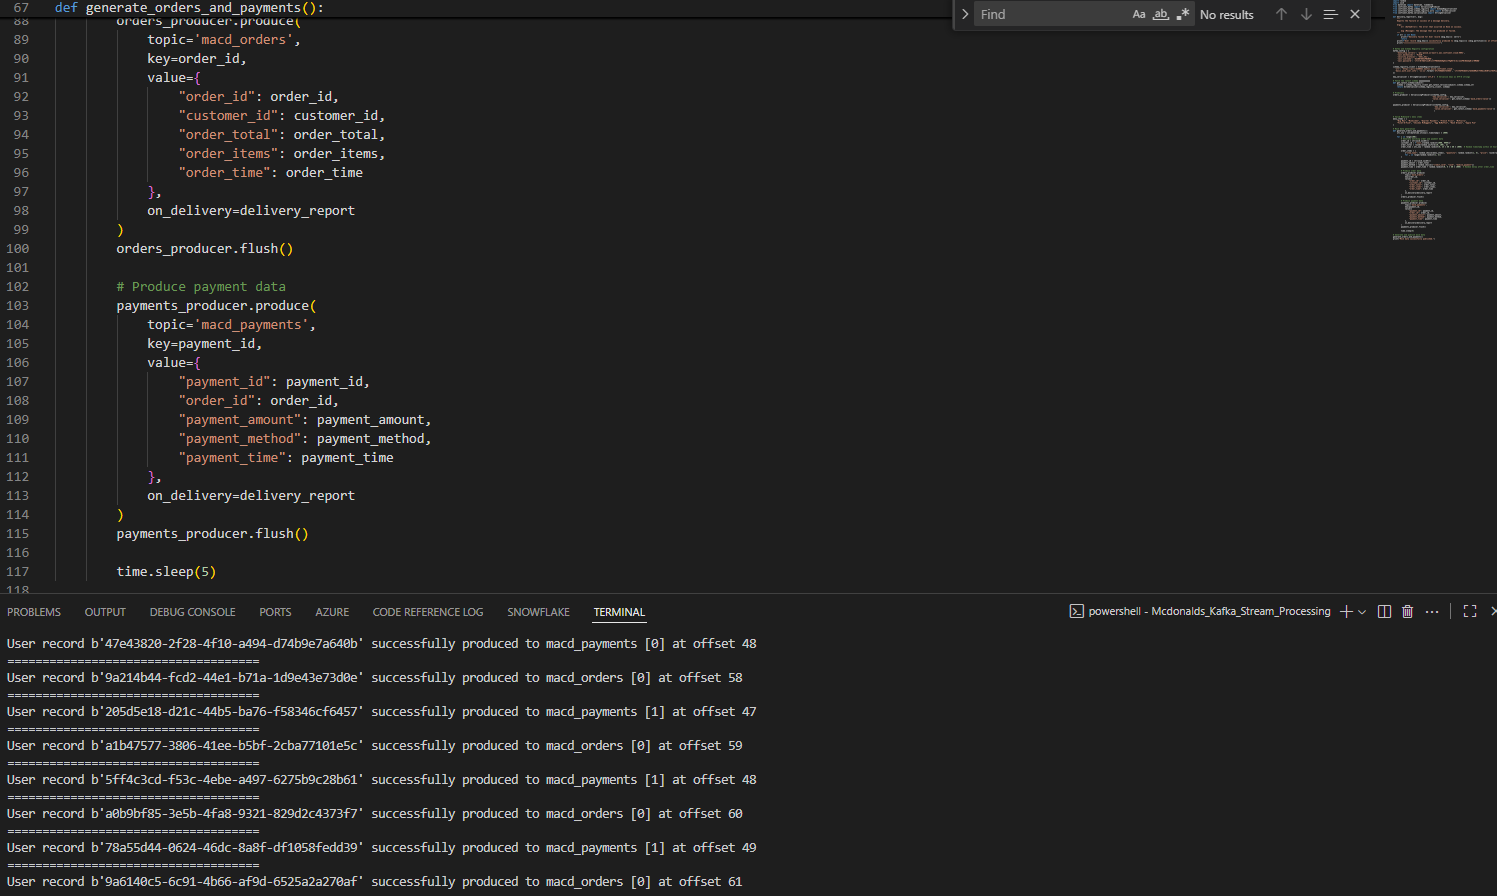 67 def generate_orders_and_payments():
88 orders_producer.produce(
89 topic='macd_orders',
90 key=order_id,
91 value={
92 "order_id": order_id,
93 "customer_id": customer_id,
94 "order_total": order_total,
95 "order_items": order_items,
96 "order_time": order_time
97 },
98 on_delivery=delivery_report
99 )
100 orders_producer.flush()
101
102 # Produce payment data
103 payments_producer.produce(
104 topic='macd_payments',
105 key=payment_id,
106 value={
107 "payment_id": payment_id,
108 "order_id": order_id,
109 "payment_amount": payment_amount,
110 "payment_method": payment_method,
111 "payment_time": payment_time
112 },
113 on_delivery=delivery_report
114 )
115 payments_producer.flush()
116
117 time.sleep(5)
118
Find Aa ab .* No results
PROBLEMS OUTPUT DEBUG CONSOLE PORTS AZURE CODE REFERENCE LOG SNOWFLAKE TERMINAL
powershell - Mcdonalds_Kafka_Stream_Processing
User record b'47e43820-2f28-4f10-a494-d74b9e7a640b' successfully produced to macd_payments [0] at offset 48
====================================
User record b'9a214b44-fcd2-44e1-b71a-1d9e43e73d0e' successfully produced to macd_orders [0] at offset 58
====================================
User record b'205d5e18-d21c-44b5-ba76-f58346cf6457' successfully produced to macd_payments [1] at offset 47
====================================
User record b'a1b47577-3806-41ee-b5bf-2cba77101e5c' successfully produced to macd_orders [0] at offset 59
====================================
User record b'5ff4c3cd-f53c-4ebe-a497-6275b9c28b61' successfully produced to macd_payments [1] at offset 48
====================================
User record b'a0b9bf85-3e5b-4fa8-9321-829d2c4373f7' successfully produced to macd_orders [0] at offset 60
====================================
User record b'78a55d44-0624-46dc-8a8f-df1058fedd39' successfully produced to macd_payments [1] at offset 49
====================================
User record b'9a6140c5-6c91-4b66-af9d-6525a2a270af' successfully produced to macd_orders [0] at offset 61